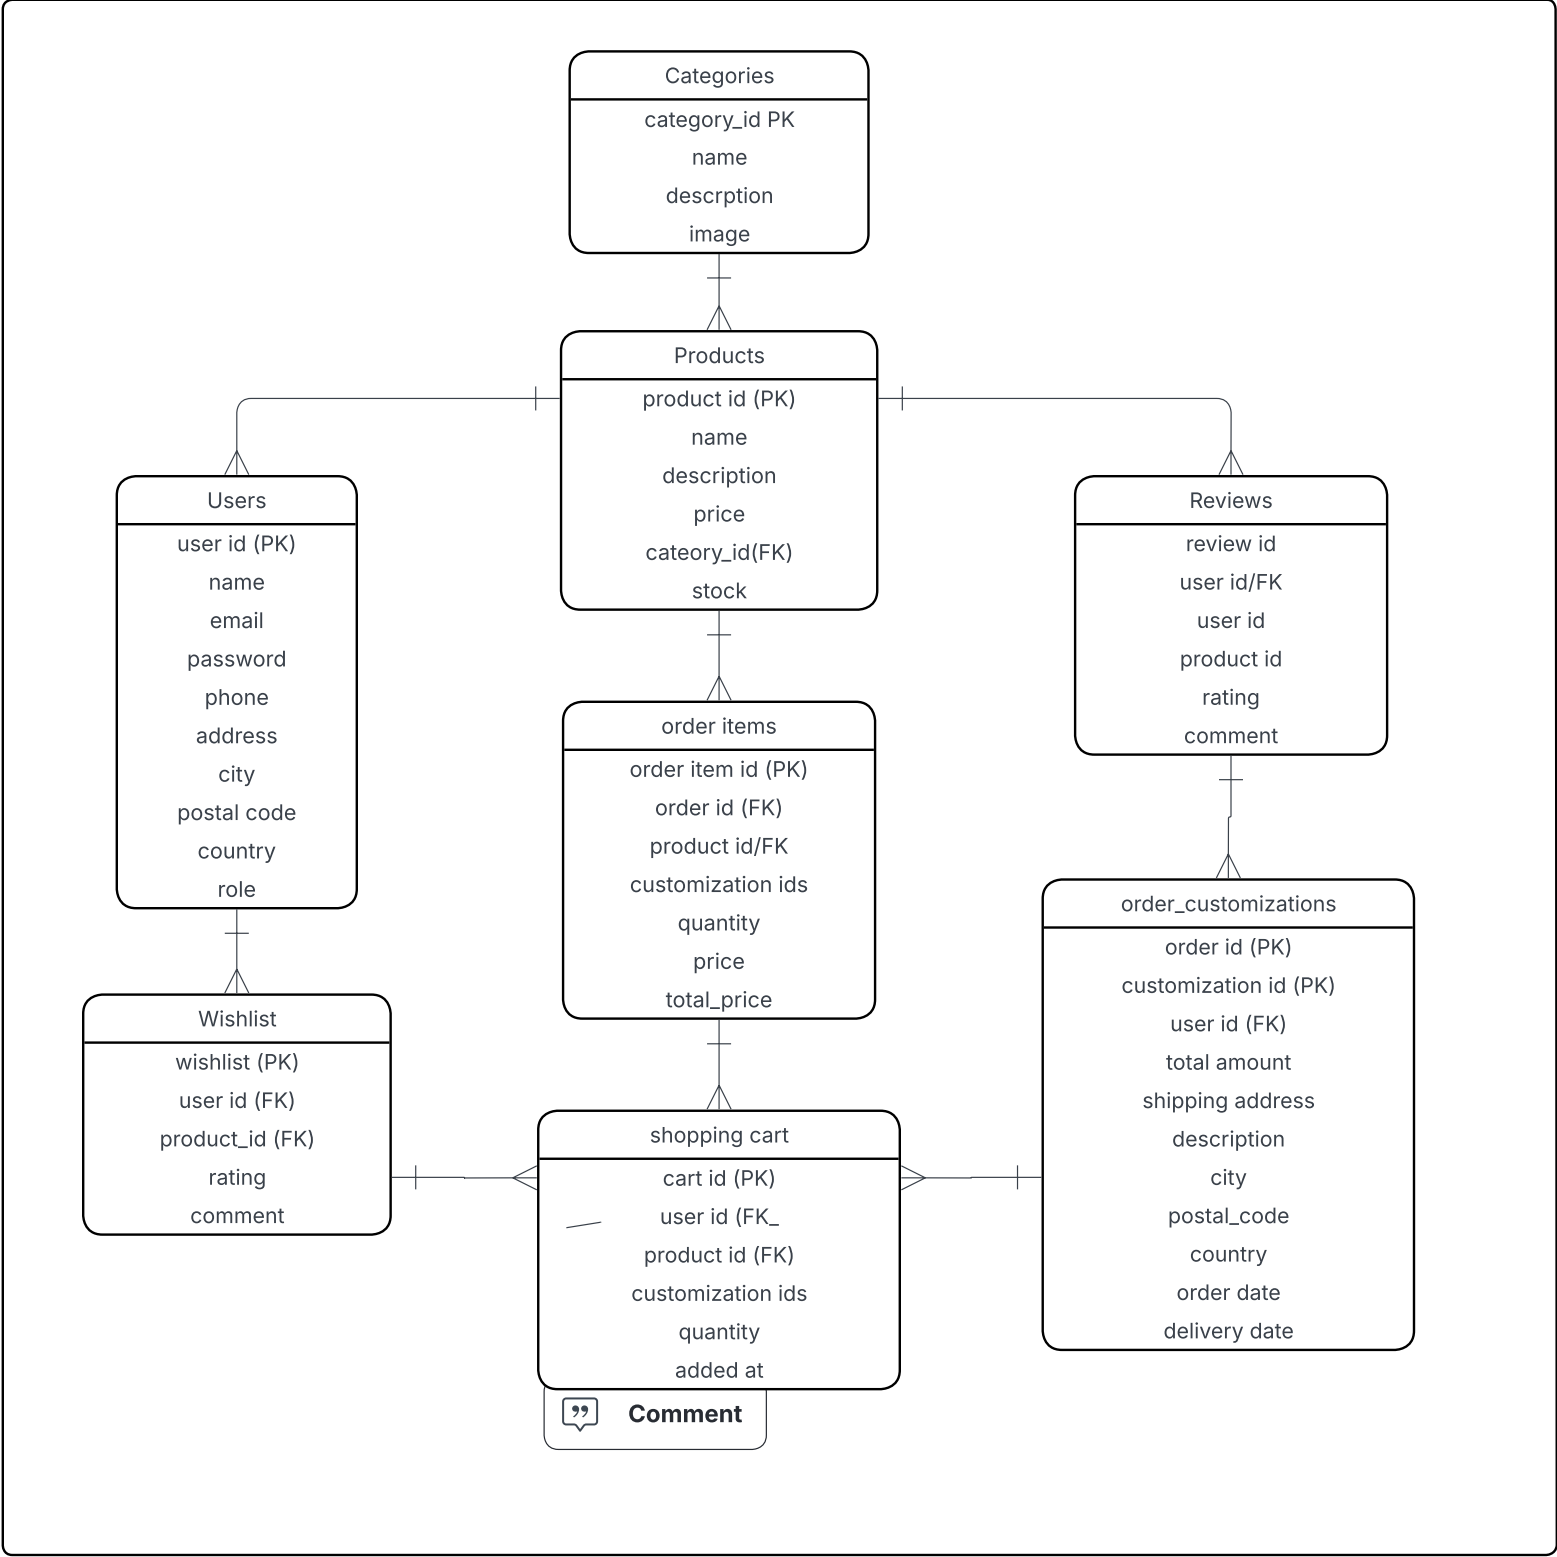 Categories
category_id PK
name
descrption
image
Products
product id (PK)
name
description
price
cateory_id(FK)
stock
Users
user id (PK)
name
email
password
phone
address
city
postal code
country
role
Reviews
review id
user id/FK
user id
product id
rating
comment
order items
order item id (PK)
order id (FK)
product id/FK
customization ids
quantity
price
total_price
order_customizations
order id (PK)
customization id (PK)
user id (FK)
total amount
shipping address
description
city
postal_code
country
order date
delivery date
Wishlist
wishlist (PK)
user id (FK)
product_id (FK)
rating
comment
shopping cart
cart id (PK)
user id (FK_
product id (FK)
customization ids
quantity
added at
Comment